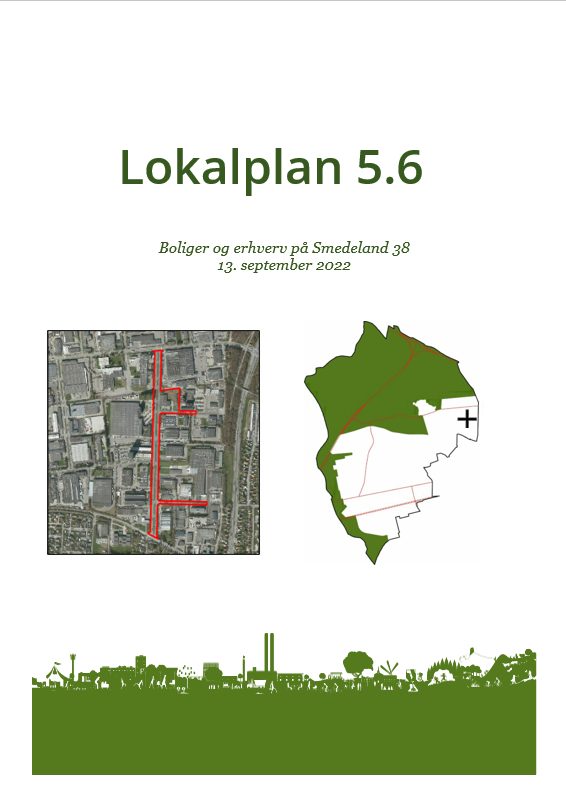 Lokalplan 5.6
Boliger og erhverv på Smedeland 38
13. september 2022